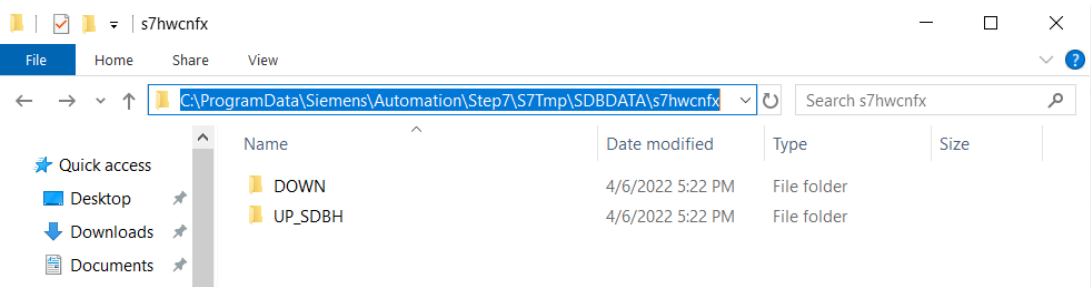 s7hwcnfx
File Home Share View
C:\ProgramData\Siemens\Automation\Step7\S7Tmp\SDBDATA\s7hwcnfx Search s7hwcnfx
Name Date modified Type Size
Quick access
DOWN 4/6/2022 5:22 PM File folder
Desktop
UP_SDBH 4/6/2022 5:22 PM File folder
Downloads
Documents